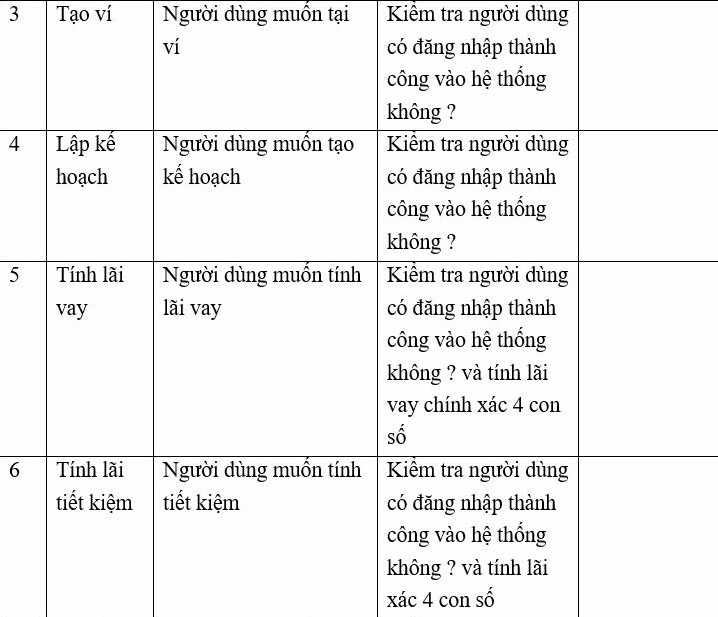 3 Tạo ví Người dùng muốn tại Kiểm tra người dùng
ví có đăng nhập thành
công vào hệ thống
không ?
4 Lập kế Người dùng muốn tạo Kiểm tra người dùng
hoạch kế hoạch có đăng nhập thành
công vào hệ thống
không ?
5 Tính lãi Người dùng muốn tính Kiểm tra người dùng
vay lãi vay có đăng nhập thành
công vào hệ thống
không ? và tính lãi
vay chính xác 4 con
số
6 Tính lãi Người dùng muốn tính Kiểm tra người dùng
tiết kiệm tiết kiệm có đăng nhập thành
công vào hệ thống
không ? và tính lãi
xác 4 con số